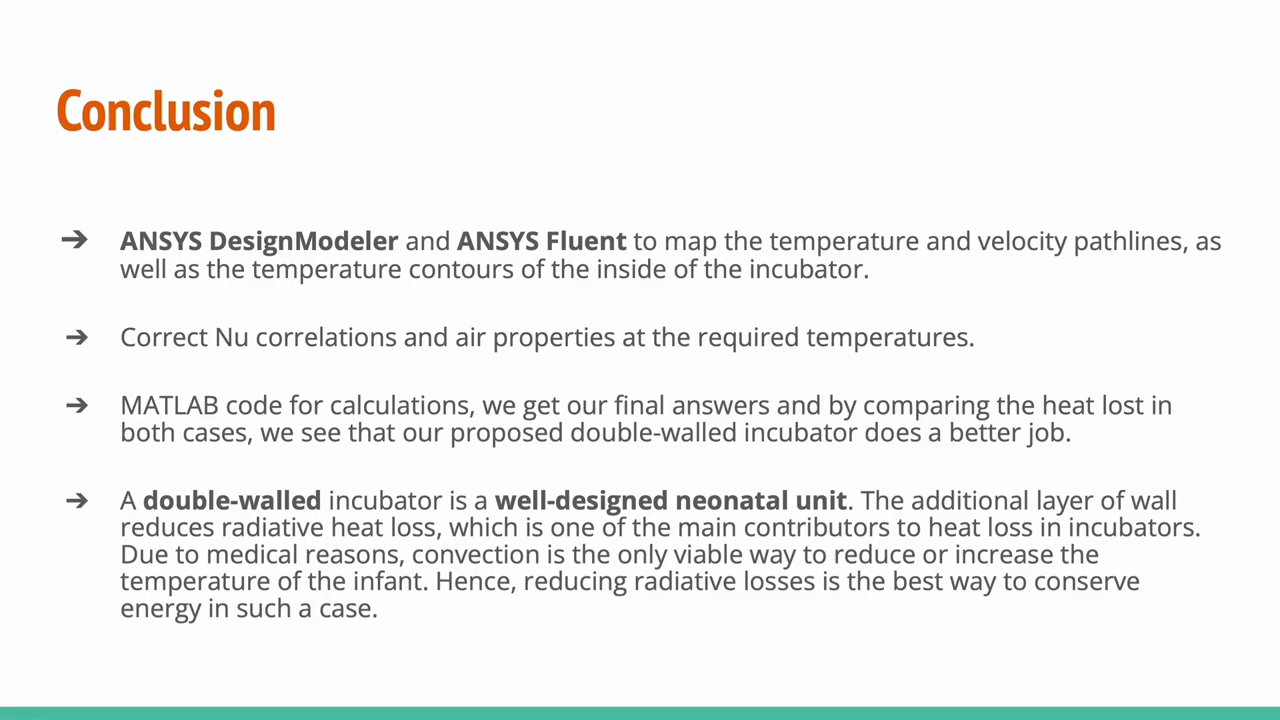 Conclusion
➔ ANSYS DesignModeler and ANSYS Fluent to map the temperature and velocity pathlines, as
well as the temperature contours of the inside of the incubator.
➔ Correct Nu correlations and air properties at the required temperatures.
➔ MATLAB code for calculations, we get our final answers and by comparing the heat lost in
both cases, we see that our proposed double-walled incubator does a better job.
➔ A double-walled incubator is a well-designed neonatal unit. The additional layer of wall
reduces radiative heat loss, which is one of the main contributors to heat loss in incubators.
Due to medical reasons, convection is the only viable way to reduce or increase the
temperature of the infant. Hence, reducing radiative losses is the best way to conserve
energy in such a case.